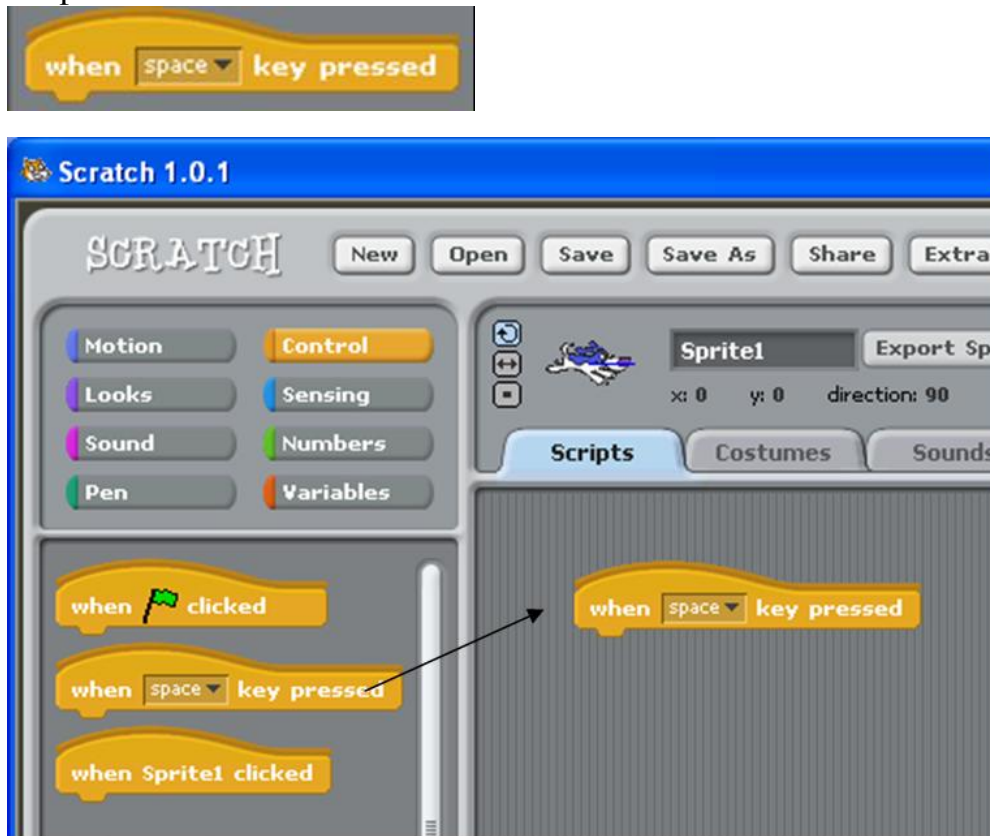 when space key pressed
Scratch 1.0.1
SCRATCH New Open Save Save As Share Extra
Motion Control
Looks Sensing
Sound Numbers
Pen Variables
Sprite1 Export Sp
x: 0 y: 0 direction: 90
Scripts Costumes Sounds
when clicked
when space key pressed
when Sprite1 clicked
when space key pressed